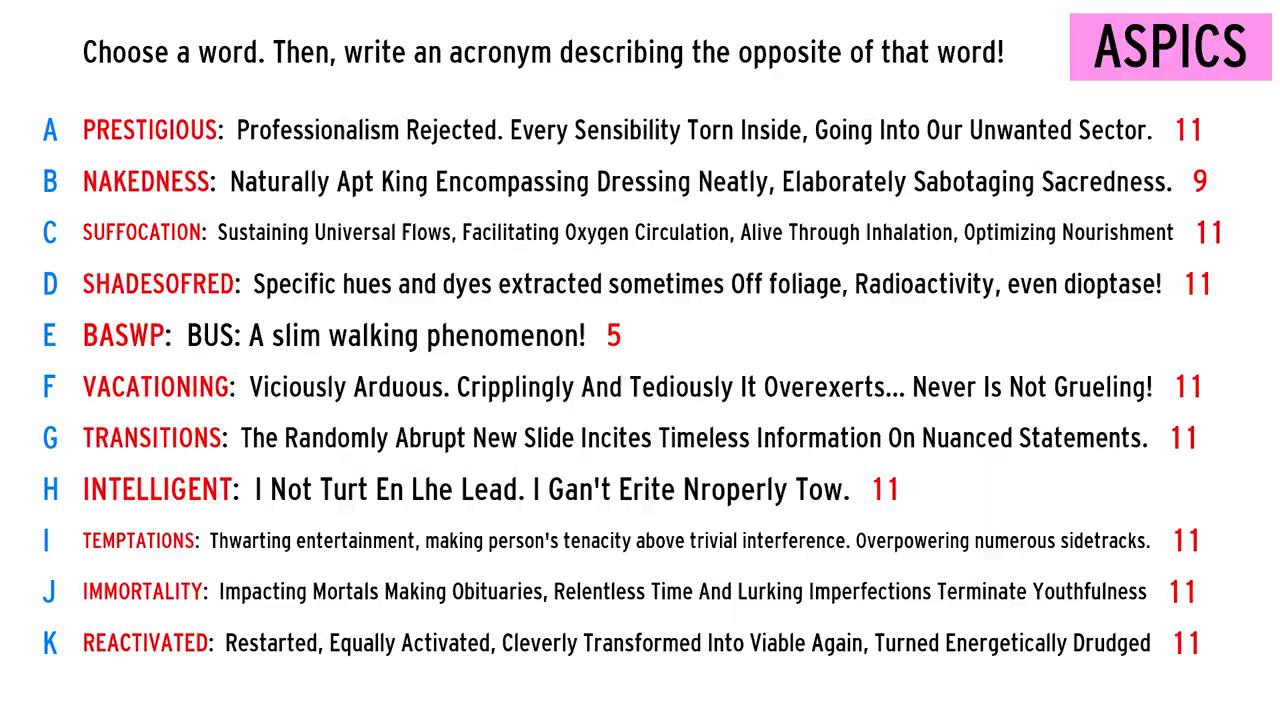 Choose a word. Then, write an acronym describing the opposite of that word!
ASPICS
A PRESTIGIOUS: Professionalism Rejected. Every Sensibility Torn Inside, Going Into Our Unwanted Sector. 11
B NAKEDNESS: Naturally Apt King Encompassing Dressing Neatly, Elaborately Sabotaging Sacredness. 9
C SUFFOCATION: Sustaining Universal Flows, Facilitating Oxygen Circulation, Alive Through Inhalation, Optimizing Nourishment 11
D SHADESOFRED: Specific hues and dyes extracted sometimes Off foliage, Radioactivity, even dioptase! 11
E BASWP: BUS: A slim walking phenomenon! 5
F VACATIONING: Viciously Arduous. Cripplingly And Tediously It Overexerts... Never Is Not Grueling! 11
G TRANSITIONS: The Randomly Abrupt New Slide Incites Timeless Information On Nuanced Statements. 11
H INTELLIGENT: I Not Turt En Lhe Lead. I Gan't Erite Nroperly Tow. 11
I TEMPTATIONS: Thwarting entertainment, making person's tenacity above trivial interference. Overpowering numerous sidetracks. 11
J IMMORTALITY: Impacting Mortals Making Obituaries, Relentless Time And Lurking Imperfections Terminate Youthfulness 11
K REACTIVATED: Restarted, Equally Activated, Cleverly Transformed Into Viable Again, Turned Energetically Drudged 11